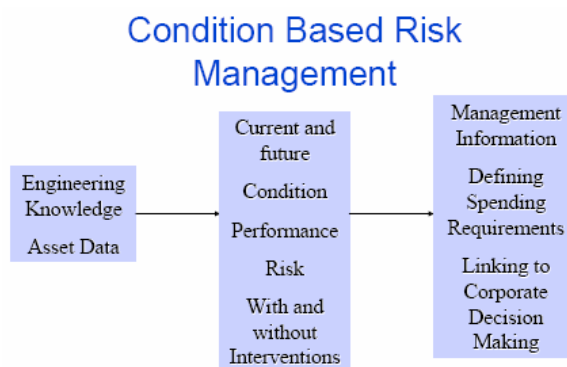 Condition Based Risk
Management
Engineering
Knowledge
Asset Data
Current and
future
Condition
Performance
Risk
With and
without
Interventions
Management
Information
Defining
Spending
Requirements
Linking to
Corporate
Decision
Making